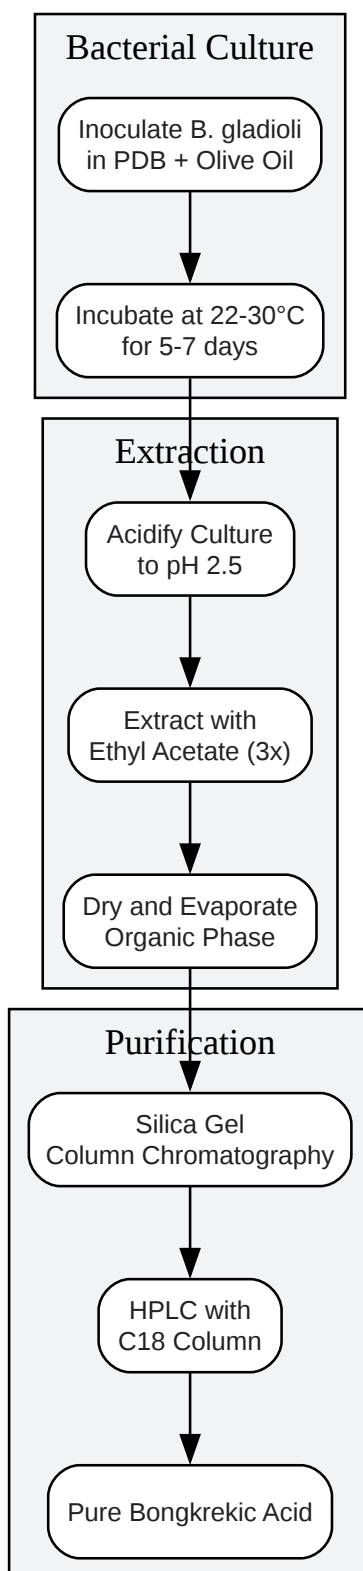 Bacterial Culture
Inoculate B. gladioli
in PDB + Olive Oil
Incubate at 22-30°C
for 5-7 days
Extraction
Acidify Culture
to pH 2.5
Extract with
Ethyl Acetate (3x)
Dry and Evaporate
Organic Phase
Purification
Silica Gel
Column Chromatography
HPLC with
C18 Column
Pure Bongkrekic Acid